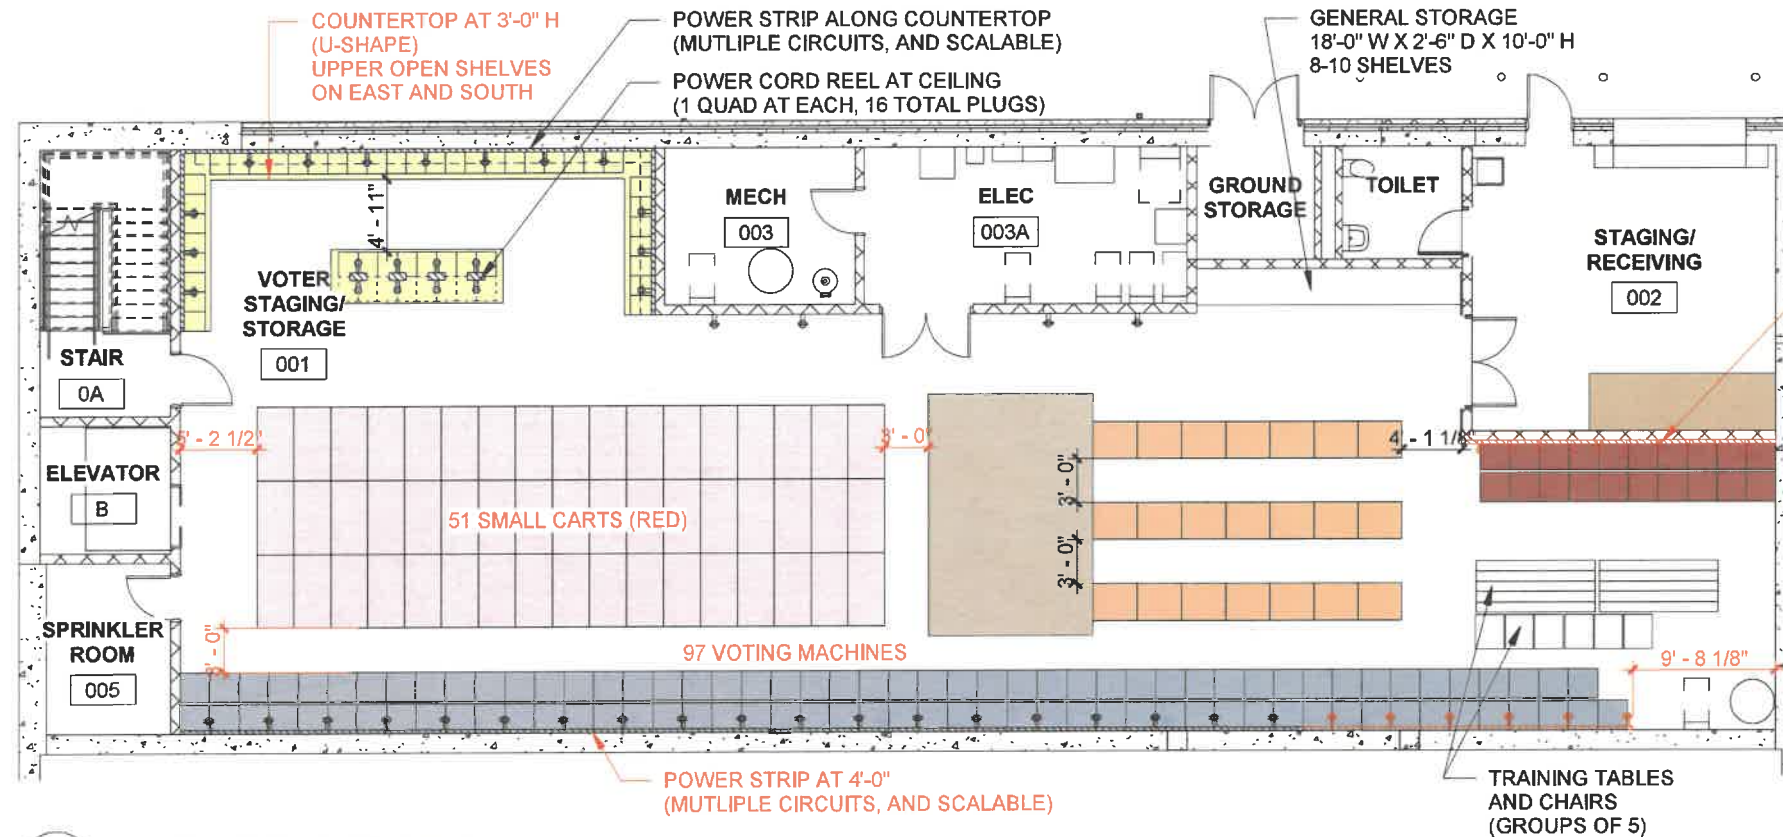 COUNTERTOP AT 3'-0" H
(U-SHAPE)
UPPER OPEN SHELVES
ON EAST AND SOUTH
POWER STRIP ALONG COUNTERTOP
(MUTLIPLE CIRCUITS, AND SCALABLE)
POWER CORD REEL AT CEILING
(1 QUAD AT EACH, 16 TOTAL PLUGS)
GENERAL STORAGE
18'-0" W X 2'-6" D X 10'-0" H
8-10 SHELVES
4' - 11"
MECH
003
ELEC
003A
GROUND
STORAGE
TOILET
STAGING/
RECEIVING
002
VOTER
STAGING/
STORAGE
001
STAIR
0A
ELEVATOR
B
SPRINKLER
ROOM
005
5' - 2 1/2"
3' - 0"
4' - 1 1/8"
3' - 0"
3' - 0"
51 SMALL CARTS (RED)
3' - 0"
97 VOTING MACHINES
9' - 8 1/8"
POWER STRIP AT 4'-0"
(MUTLIPLE CIRCUITS, AND SCALABLE)
TRAINING TABLES
AND CHAIRS
(GROUPS OF 5)